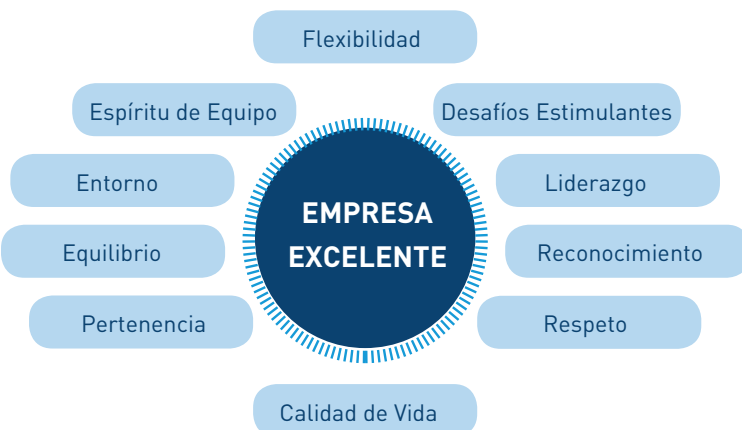 Flexibilidad
Espíritu de Equipo
Desafíos Estimulantes
Entorno
Liderazgo
EMPRESA
EXCELENTE
Equilibrio
Reconocimiento
Pertenencia
Respeto
Calidad de Vida